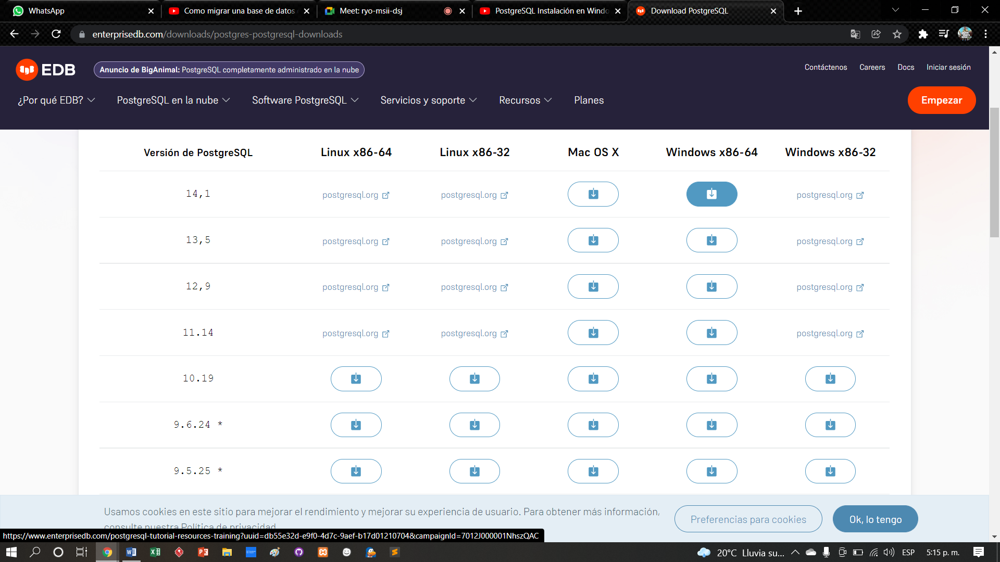 WhatsApp
Como migrar una base de datos
Meet: ryo-msii-dsj
PostgreSQL Instalación en Windo
Download PostgreSQL
enterprisedb.com/downloads/postgres-postgresql-downloads
EDB
Anuncio de BigAnimal: PostgreSQL completamente administrado en la nube
Contáctenos Careers Docs Iniciar sesión
¿Por qué EDB? PostgreSQL en la nube Software PostgreSQL Servicios y soporte Recursos Planes
Empezar
Versión de PostgreSQL Linux x86-64 Linux x86-32 Mac OS X Windows x86-64 Windows x86-32
14,1 postgresql.org postgresql.org postgresql.org
13,5 postgresql.org postgresql.org postgresql.org
12,9 postgresql.org postgresql.org postgresql.org
11.14 postgresql.org postgresql.org postgresql.org
10.19
9.6.24 *
9.5.25 *
Usamos cookies en este sitio para mejorar el rendimiento y mejorar su experiencia de usuario. Para obtener más información,
consulte nuestra Política de privacidad
Preferencias para cookies
Ok, lo tengo
https://www.enterprisedb.com/postgresql-tutorial-resources-training?uuid=db55e32d-e9f0-4d7c-9aef-b17d01210704&campaignId=7012J000001NhszQAC
20°C Lluvia su... ESP 5:15 p. m.